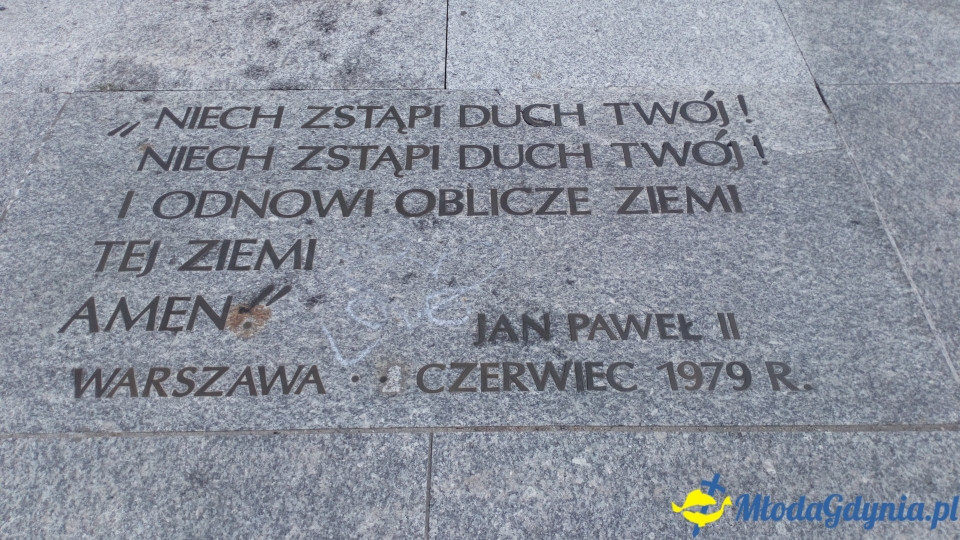 „ NIECH ZSTĄPI DUCH TWÓJ!
NIECH ZSTĄPI DUCH TWÓJ!
I ODNOWI OBLICZE ZIEMI
TEJ ZIEMI
AMEN "
JAN PAWEŁ II
WARSZAWA · · CZERWIEC 1979 R.
MłodaGdynia.pl